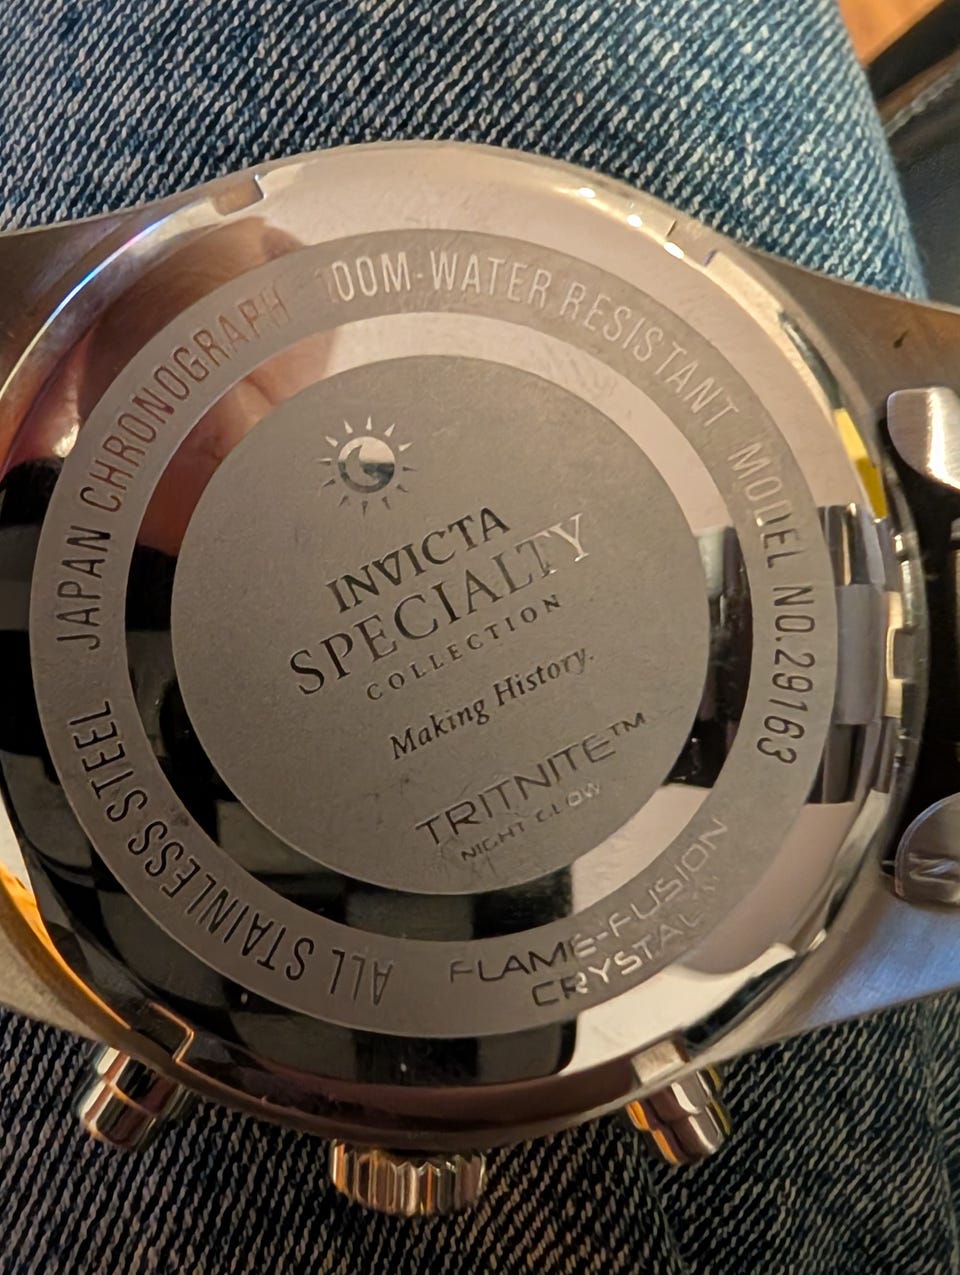 INVICTA
SPECIALTY
COLLECTION
Making History.
TRITNITE™
NIGHT GLOW
FLAME-FUSION
CRYSTAL
ALL STAINLESS STEEL JAPAN CHRONOGRAPH 100M-WATER RESISTANT MODEL NO.29163